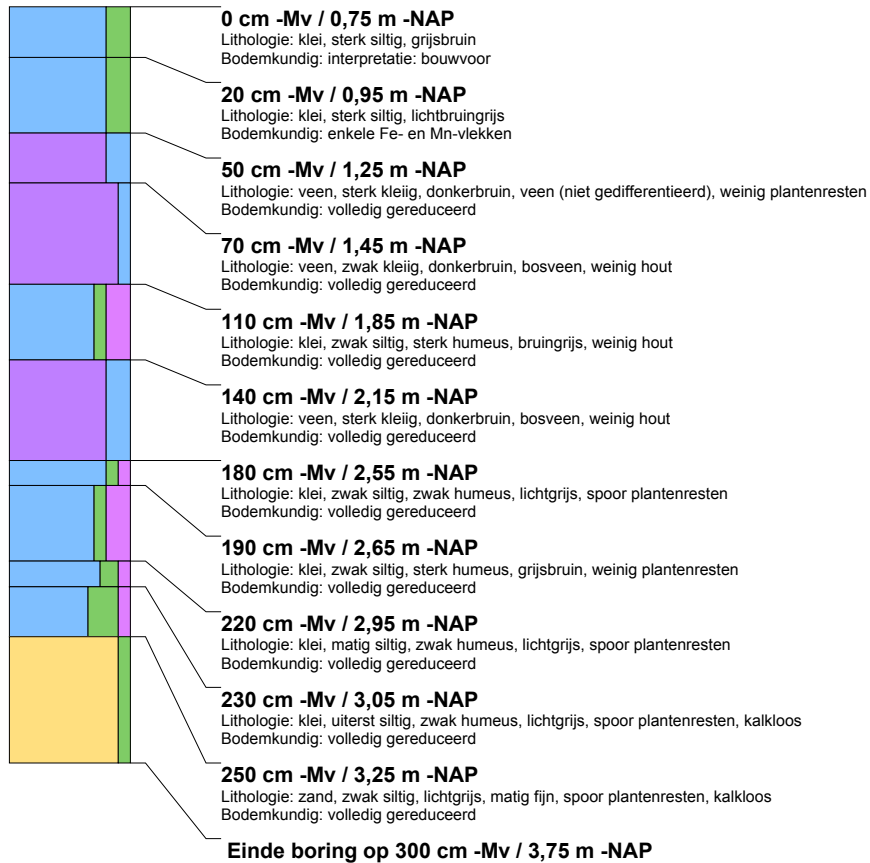 0 cm -Mv / 0,75 m -NAP
Lithologie: klei, sterk siltig, grijsbruin
Bodemkundig: interpretatie: bouwvoor
20 cm -Mv / 0,95 m -NAP
Lithologie: klei, sterk siltig, lichtbruingrijs
Bodemkundig: enkele Fe- en Mn-vlekken
50 cm -Mv / 1,25 m -NAP
Lithologie: veen, sterk kleiig, donkerbruin, veen (niet gedifferentieerd), weinig plantenresten
Bodemkundig: volledig gereduceerd
70 cm -Mv / 1,45 m -NAP
Lithologie: veen, zwak kleiig, donkerbruin, bosveen, weinig hout
Bodemkundig: volledig gereduceerd
110 cm -Mv / 1,85 m -NAP
Lithologie: klei, zwak siltig, sterk humeus, bruingrijs, weinig hout
Bodemkundig: volledig gereduceerd
140 cm -Mv / 2,15 m -NAP
Lithologie: veen, sterk kleiig, donkerbruin, bosveen, weinig hout
Bodemkundig: volledig gereduceerd
180 cm -Mv / 2,55 m -NAP
Lithologie: klei, zwak siltig, zwak humeus, lichtgrijs, spoor plantenresten
Bodemkundig: volledig gereduceerd
190 cm -Mv / 2,65 m -NAP
Lithologie: klei, zwak siltig, sterk humeus, grijsbruin, weinig plantenresten
Bodemkundig: volledig gereduceerd
220 cm -Mv / 2,95 m -NAP
Lithologie: klei, matig siltig, zwak humeus, lichtgrijs, spoor plantenresten
Bodemkundig: volledig gereduceerd
230 cm -Mv / 3,05 m -NAP
Lithologie: klei, uiterst siltig, zwak humeus, lichtgrijs, spoor plantenresten, kalkloos
Bodemkundig: volledig gereduceerd
250 cm -Mv / 3,25 m -NAP
Lithologie: zand, zwak siltig, lichtgrijs, matig fijn, spoor plantenresten, kalkloos
Bodemkundig: volledig gereduceerd
Einde boring op 300 cm -Mv / 3,75 m -NAP